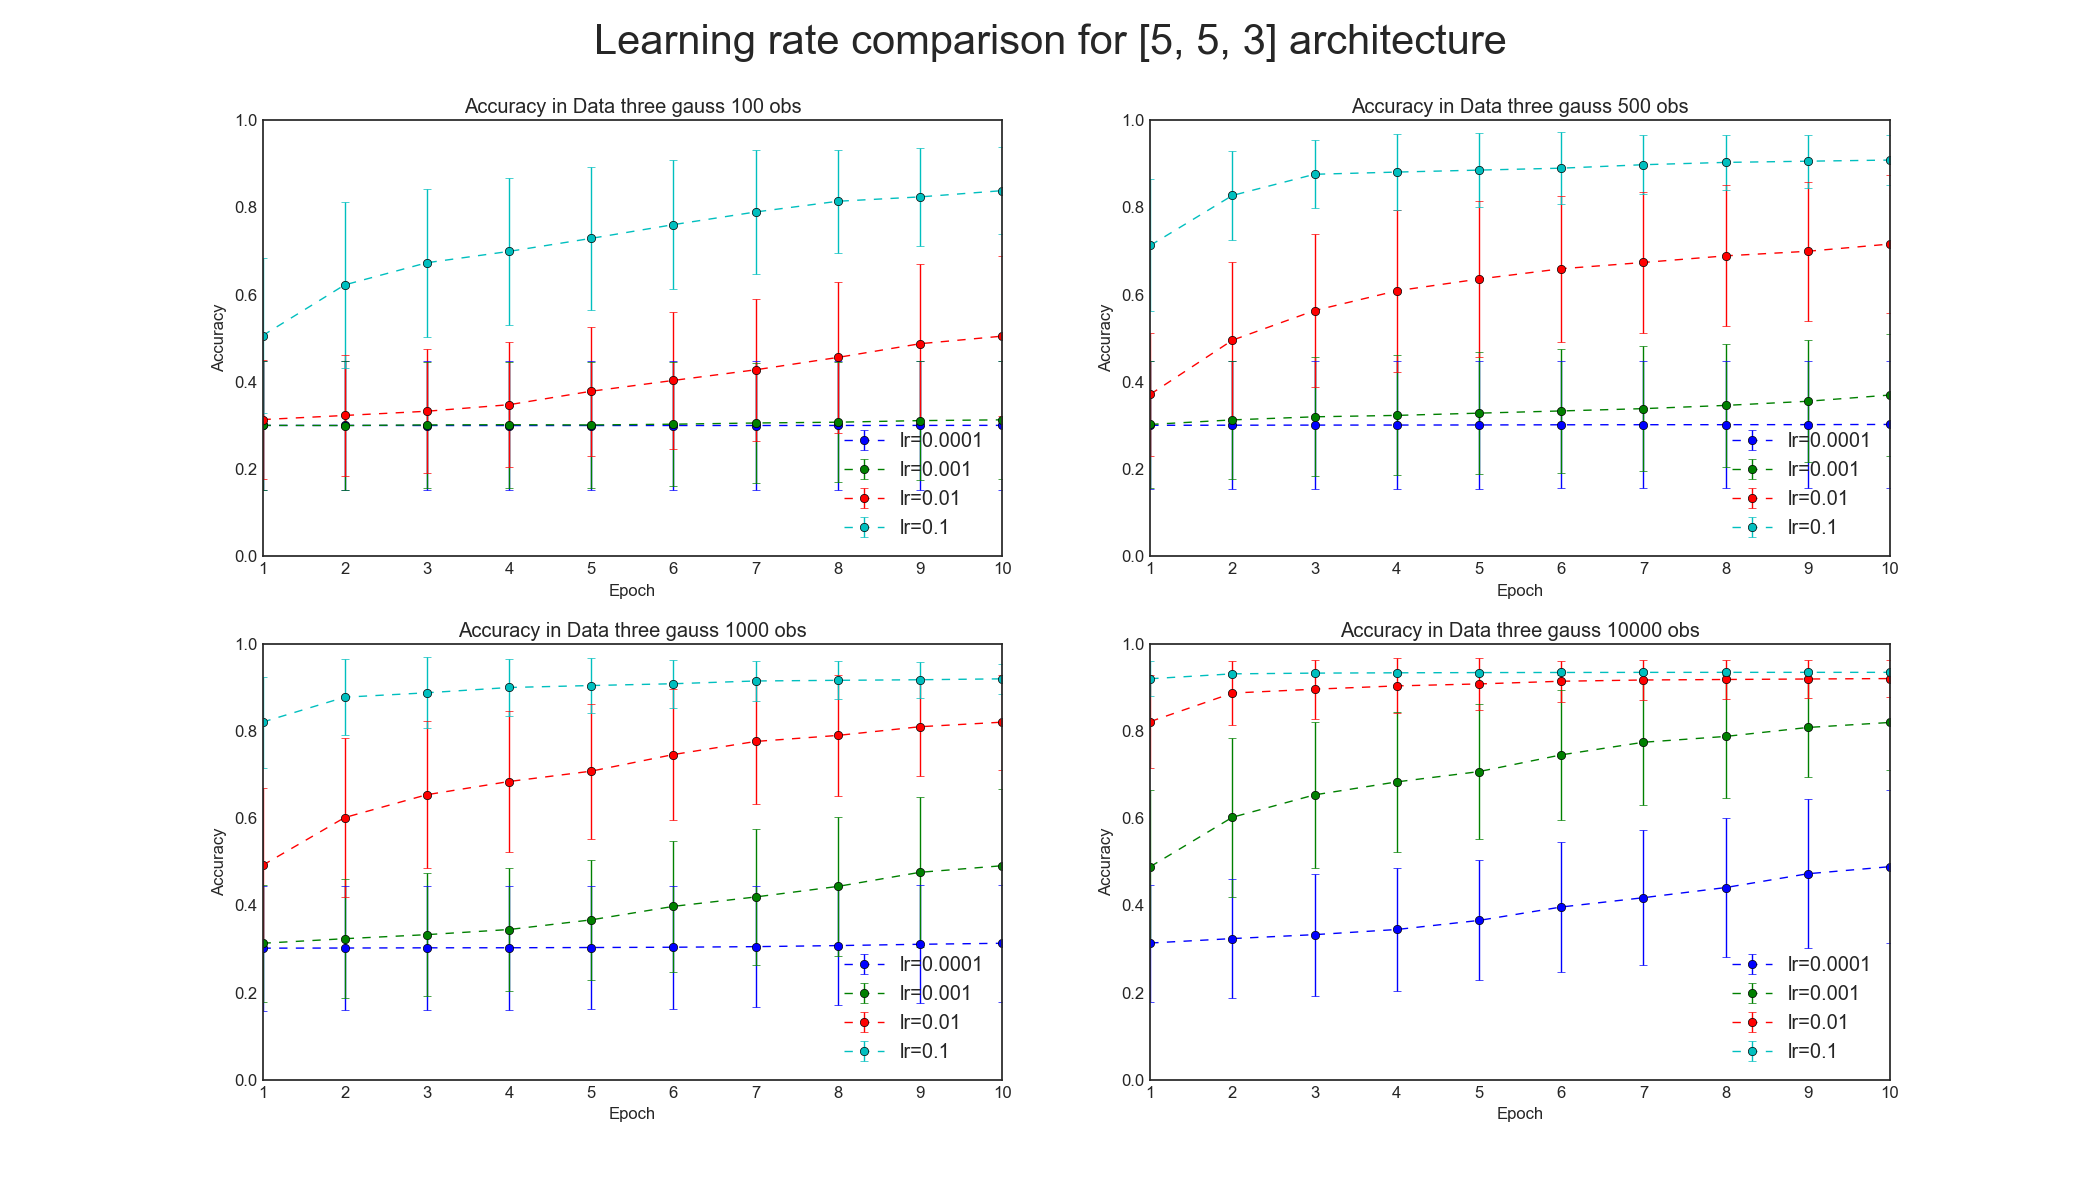 Learning rate comparison for [5, 5, 3] architecture
Accuracy in Data three gauss 100 obs
1.0
0.8
0.6
0.4
0.2
0.0
Accuracy
lr=0.0001
lr=0.001
lr=0.01
lr=0.1
1 2 3 4 5 6 7 8 9 10
Epoch
Accuracy in Data three gauss 500 obs
1.0
0.8
0.6
0.4
0.2
0.0
Accuracy
lr=0.0001
lr=0.001
lr=0.01
lr=0.1
1 2 3 4 5 6 7 8 9 10
Epoch
Accuracy in Data three gauss 1000 obs
1.0
0.8
0.6
0.4
0.2
0.0
Accuracy
lr=0.0001
lr=0.001
lr=0.01
lr=0.1
1 2 3 4 5 6 7 8 9 10
Epoch
Accuracy in Data three gauss 10000 obs
1.0
0.8
0.6
0.4
0.2
0.0
Accuracy
lr=0.0001
lr=0.001
lr=0.01
lr=0.1
1 2 3 4 5 6 7 8 9 10
Epoch